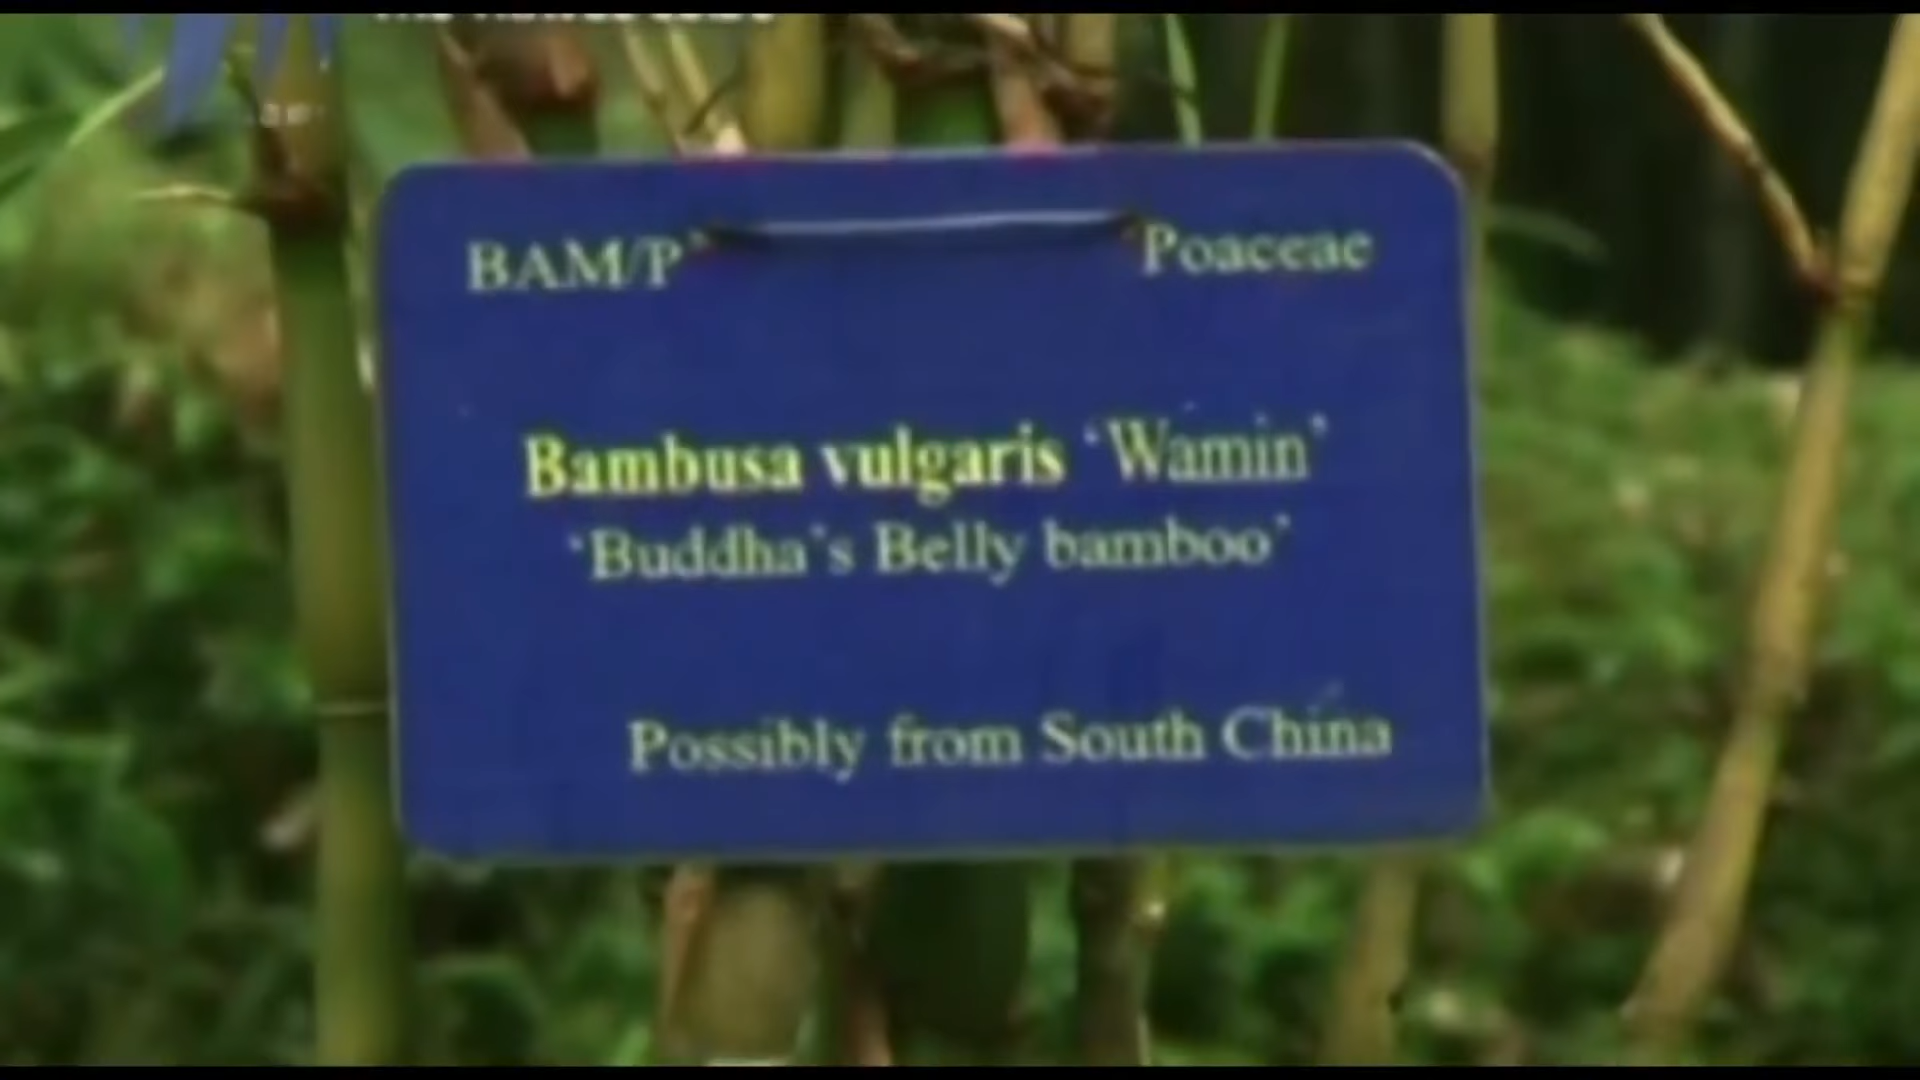 BAM/P Poaceae
Bambusa vulgaris ‘Wamin’
‘Buddha's Belly bamboo’
Possibly from South China